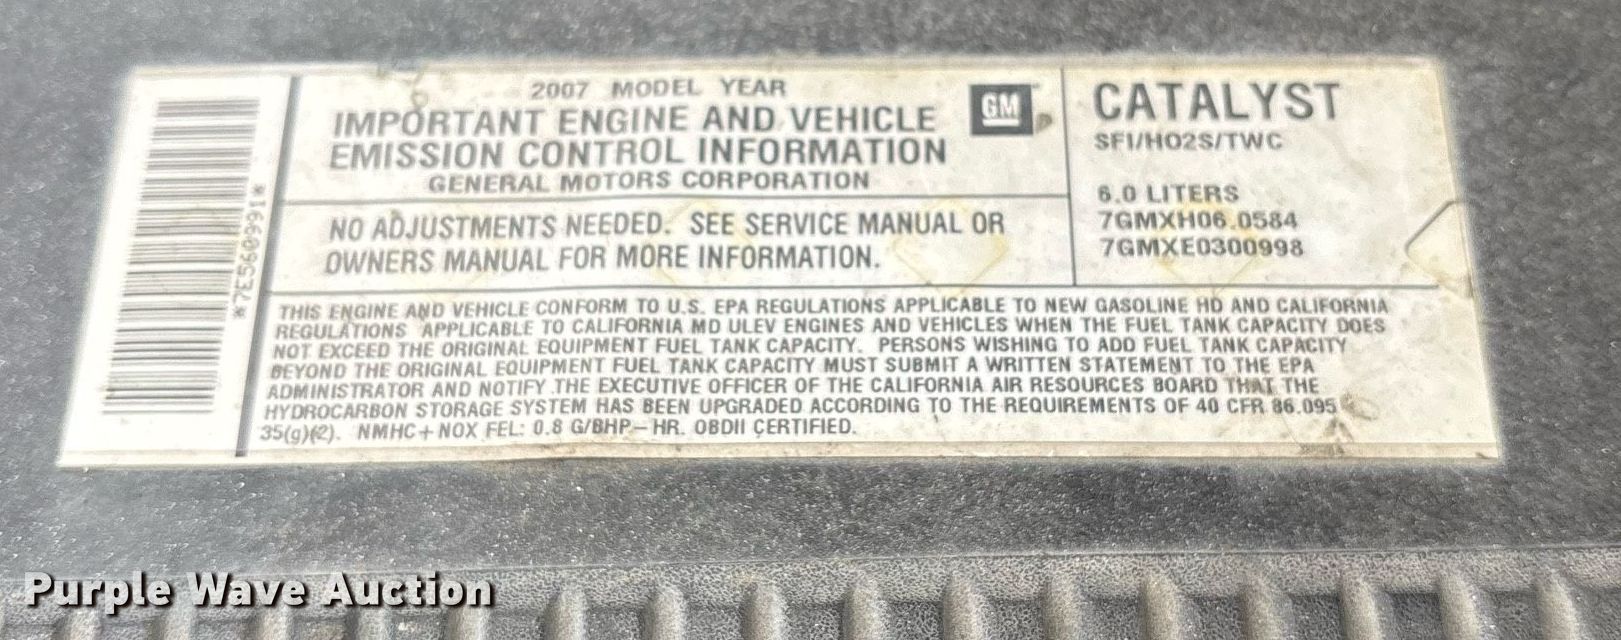 *7E5609991*
2007 MODEL YEAR
IMPORTANT ENGINE AND VEHICLE
EMISSION CONTROL INFORMATION
GENERAL MOTORS CORPORATION
GM
NO ADJUSTMENTS NEEDED. SEE SERVICE MANUAL OR
OWNERS MANUAL FOR MORE INFORMATION.
CATALYST
SFI/HO2S/TWC
6.0 LITERS
7GMXH06.0584
7GMXE0300998
THIS ENGINE AND VEHICLE CONFORM TO U.S. EPA REGULATIONS APPLICABLE TO NEW GASOLINE HD AND CALIFORNIA
REGULATIONS APPLICABLE TO CALIFORNIA MD ULEV ENGINES AND VEHICLES WHEN THE FUEL TANK CAPACITY DOES
NOT EXCEED THE ORIGINAL EQUIPMENT FUEL TANK CAPACITY. PERSONS WISHING TO ADD FUEL TANK CAPACITY
BEYOND THE ORIGINAL EQUIPMENT FUEL TANK CAPACITY MUST SUBMIT A WRITTEN STATEMENT TO THE EPA
ADMINISTRATOR AND NOTIFY THE EXECUTIVE OFFICER OF THE CALIFORNIA AIR RESOURCES BOARD THAT THE
HYDROCARBON STORAGE SYSTEM HAS BEEN UPGRADED ACCORDING TO THE REQUIREMENTS OF 40 CFR 86.095
35(g)(2). NMHC+NOX FEL: 0.8 G/BHP-HR. OBDII CERTIFIED.
Purple Wave Auction